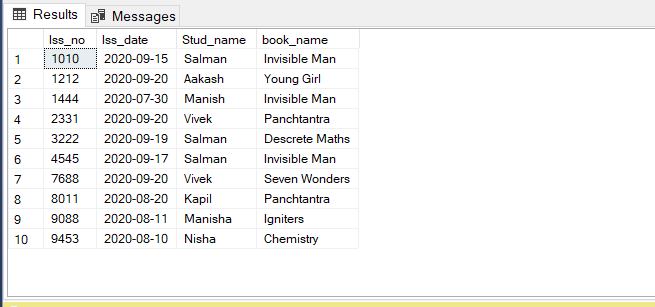 Results Messages
Iss_no Iss_date Stud_name book_name
1 1010 2020-09-15 Salman Invisible Man
2 1212 2020-09-20 Aakash Young Girl
3 1444 2020-07-30 Manish Invisible Man
4 2331 2020-09-20 Vivek Panchtantra
5 3222 2020-09-19 Salman Descrete Maths
6 4545 2020-09-17 Salman Invisible Man
7 7688 2020-09-20 Vivek Seven Wonders
8 8011 2020-08-20 Kapil Panchtantra
9 9088 2020-08-11 Manisha Igniters
10 9453 2020-08-10 Nisha Chemistry